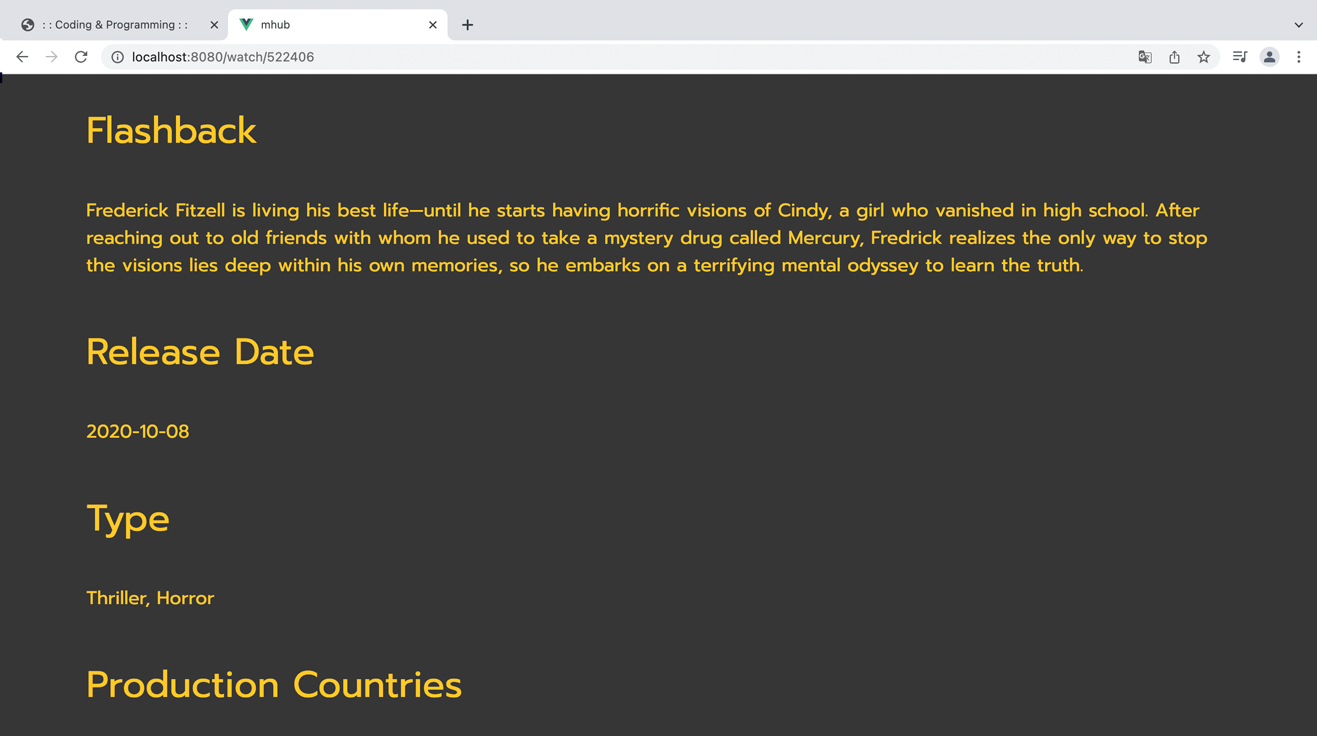 : : Coding & Programming : :
mhub
localhost:8080/watch/522406
Flashback
Frederick Fitzell is living his best life—until he starts having horrific visions of Cindy, a girl who vanished in high school. After
reaching out to old friends with whom he used to take a mystery drug called Mercury, Fredrick realizes the only way to stop
the visions lies deep within his own memories, so he embarks on a terrifying mental odyssey to learn the truth.
Release Date
2020-10-08
Type
Thriller, Horror
Production Countries